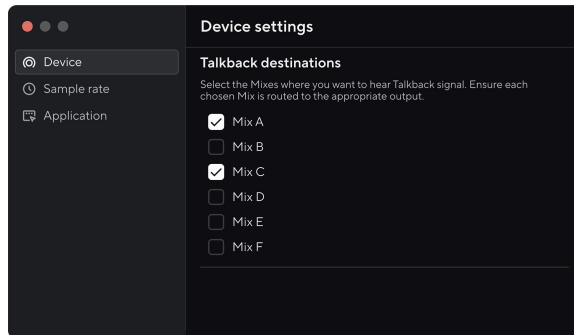 Device settings
Device
Sample rate
Application
Talkback destinations
Select the Mixes where you want to hear Talkback signal. Ensure each
chosen Mix is routed to the appropriate output.
Mix A
Mix B
Mix C
Mix D
Mix E
Mix F